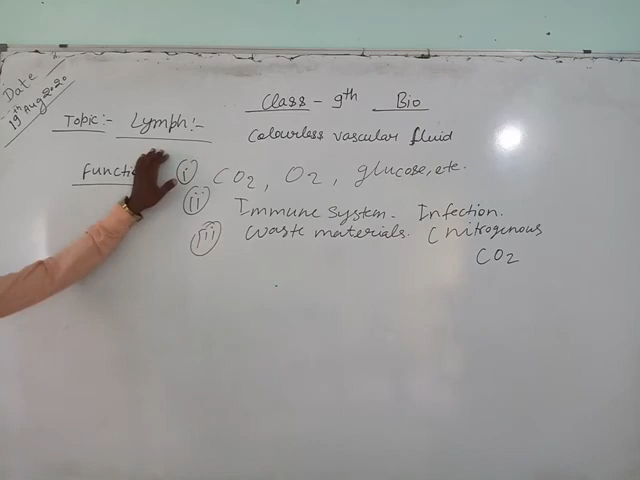 Date
19th Aug 2020
Class - 9th Bio
Topic:- Lymph:-
Colourless vascular fluid
(i) CO2, O2, glucose, etc.
(ii) Immune System. Infection.
(iii) Waste materials. (nitrogenous
CO2